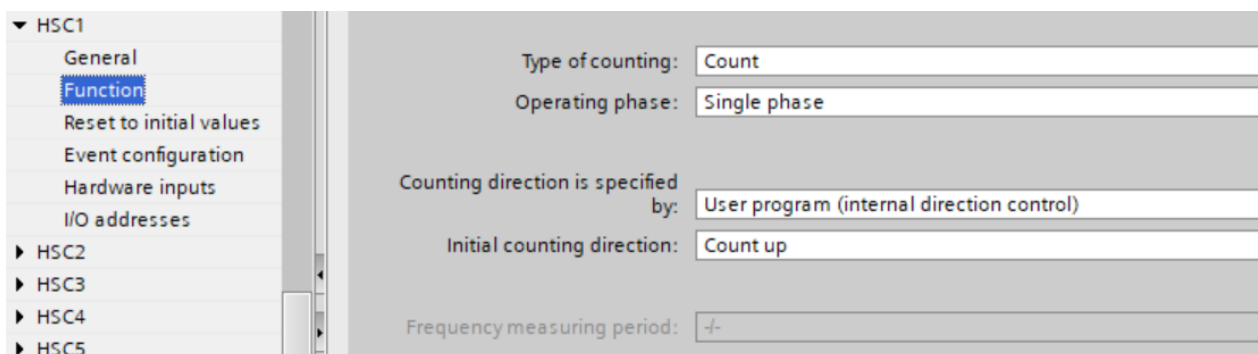 HSC1
General
Function
Reset to initial values
Event configuration
Hardware inputs
I/O addresses
HSC2
HSC3
HSC4
HSC5
Type of counting: Count
Operating phase: Single phase
Counting direction is specified
by: User program (internal direction control)
Initial counting direction: Count up
Frequency measuring period: -/-